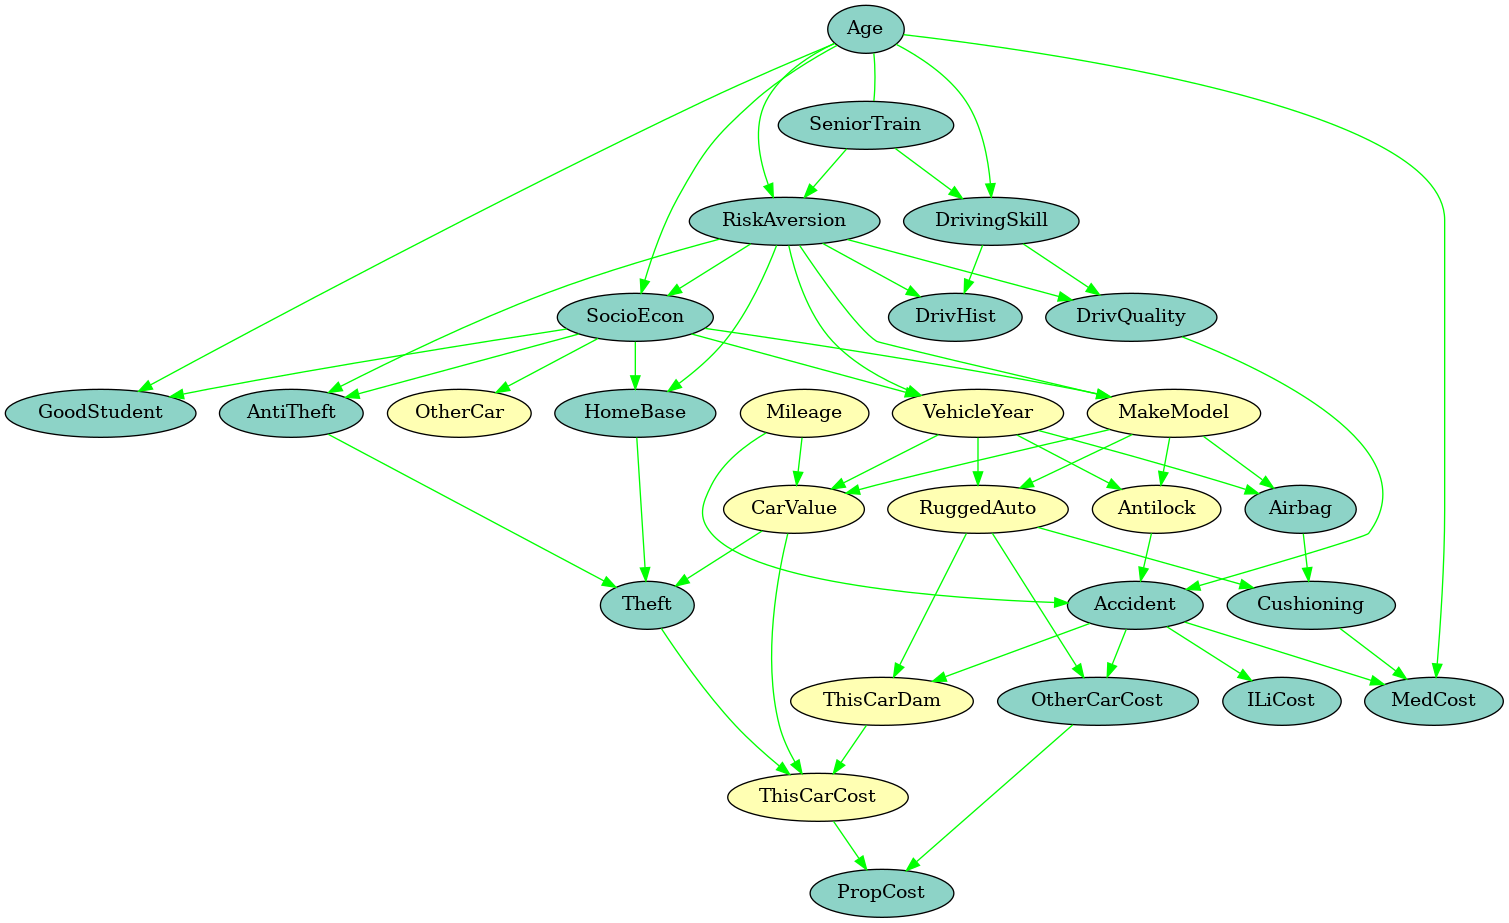 Age
SeniorTrain
RiskAversion
DrivingSkill
SocioEcon
DrivHist
DrivQuality
GoodStudent
AntiTheft
OtherCar
HomeBase
Mileage
VehicleYear
MakeModel
CarValue
RuggedAuto
Antilock
Airbag
Theft
Accident
Cushioning
ThisCarDam
OtherCarCost
ILiCost
MedCost
ThisCarCost
PropCost